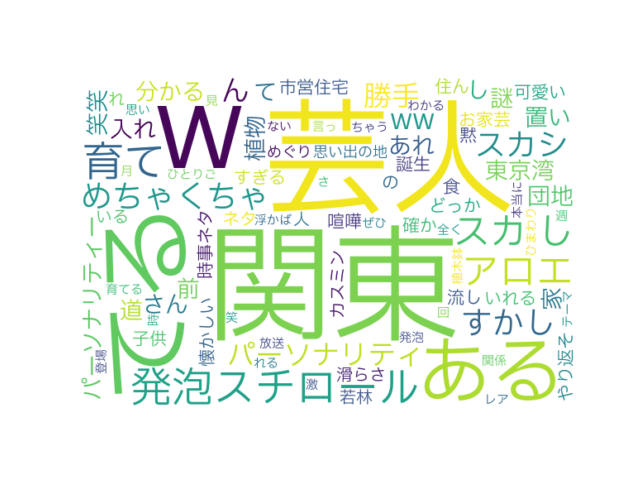 分かる
ん
て
市営住宅
勝手
住ん
し
謎
可愛い
笑笑
れ
思い
見
入れ
W
芸人
ww
わかる
お家芸
置い
育て
植物
ない
言っ
ちゃう
あれ
黙
スカシ
めぐり
思い出の地
誕生
東京湾
月
ひとりご
すぎる
さ
の
食
本当に
団地
週
めちゃくちゃ
どっか
いる
ネタ
浮かば
人
喧嘩
ぜひ
確か
全く
スカし
ひまわり
てる
関東
時事ネタ
カスミン
植木鉢
アロエ
パーソナリティー
前
流し
いれる
家
道
さん
すかし
テーマ
育てる
時
懐かしい
笑
回
やり返そ
子供
パーソナリティ
発泡
登場
放送
れる
滑らさ
関係
発泡スチロール
ある
激
若林
レア